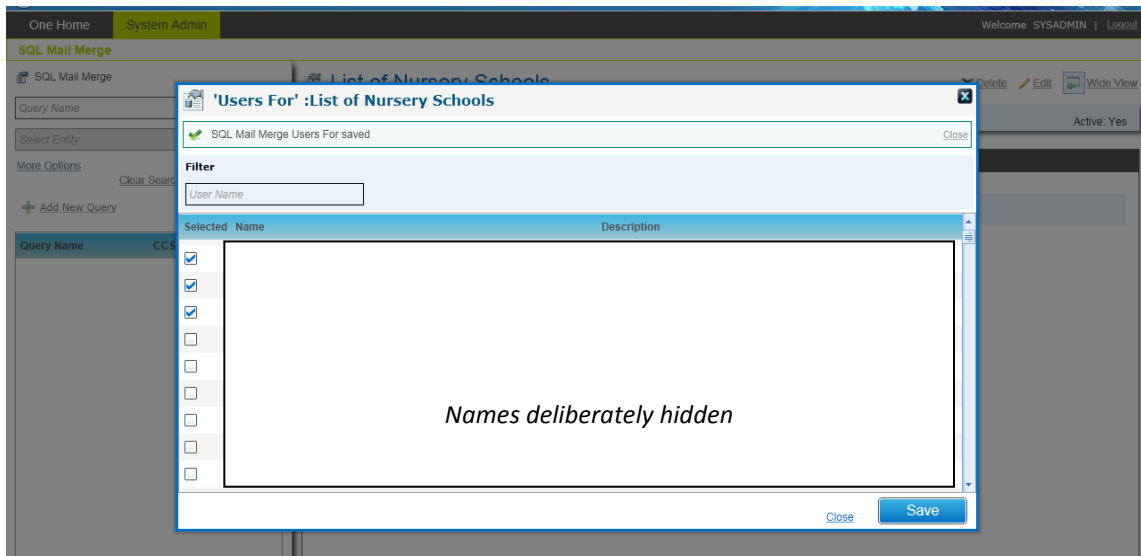 One Home System Admin Welcome SYSADMIN | Logout
SQL Mail Merge
SQL Mail Merge
List of Nursery Schools
Delete Edit Wide View
Query Name
Active: Yes
Select Entity
More Options
Clear Searc
Add New Query
Query Name CCS
'Users For' :List of Nursery Schools
SQL Mail Merge Users For saved Close
Filter
User Name
Selected Name Description
Names deliberately hidden
Close Save